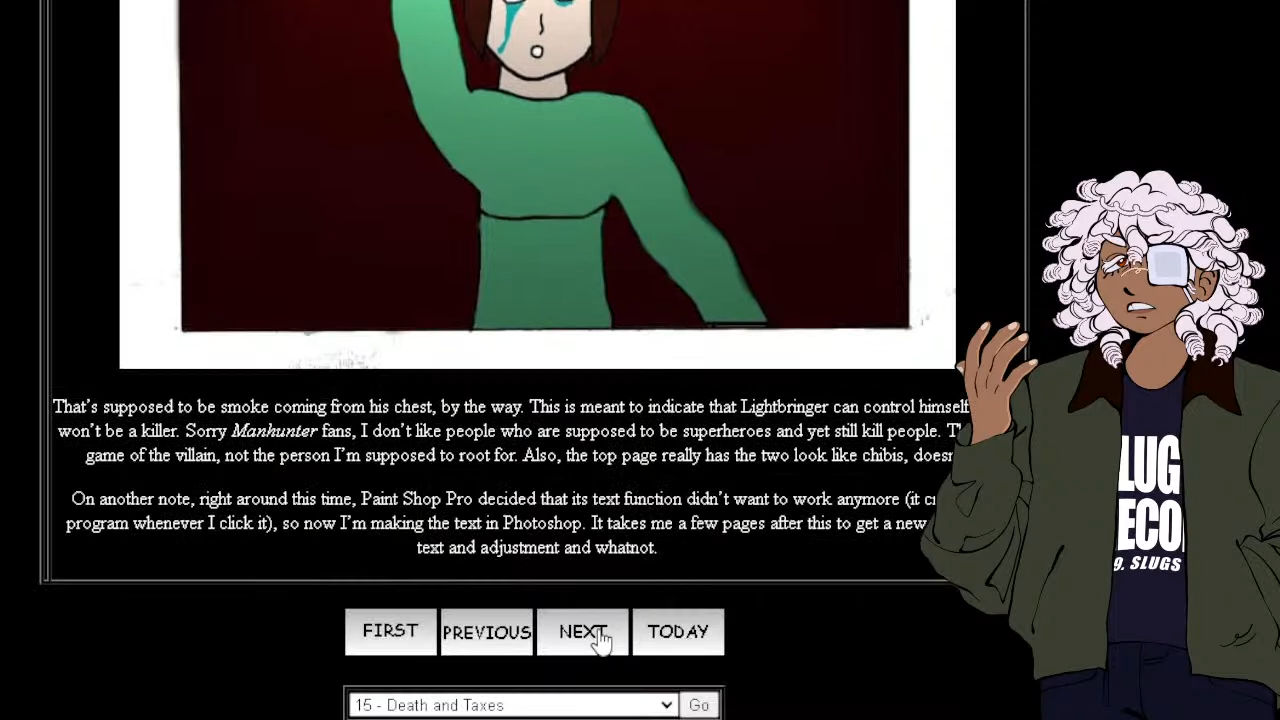 That's supposed to be smoke coming from his chest, by the way. This is meant to indicate that Lightbringer can control himself
won't be a killer. Sorry Manhunter fans, I don't like people who are supposed to be superheroes and yet still kill people.
game of the villain, not the person I'm supposed to root for. Also, the top page really has the two look like chibis,
On another note, right around this time, Paint Shop Pro decided that its text function didn't want to work anymore (it
program whenever I click it), so now I'm making the text in Photoshop. It takes me a few pages after this to get a new
text and adjustment and whatnot.
LUG
ECO
9. SLUGS
FIRST PREVIOUS NEXT TODAY
15 - Death and Taxes Go